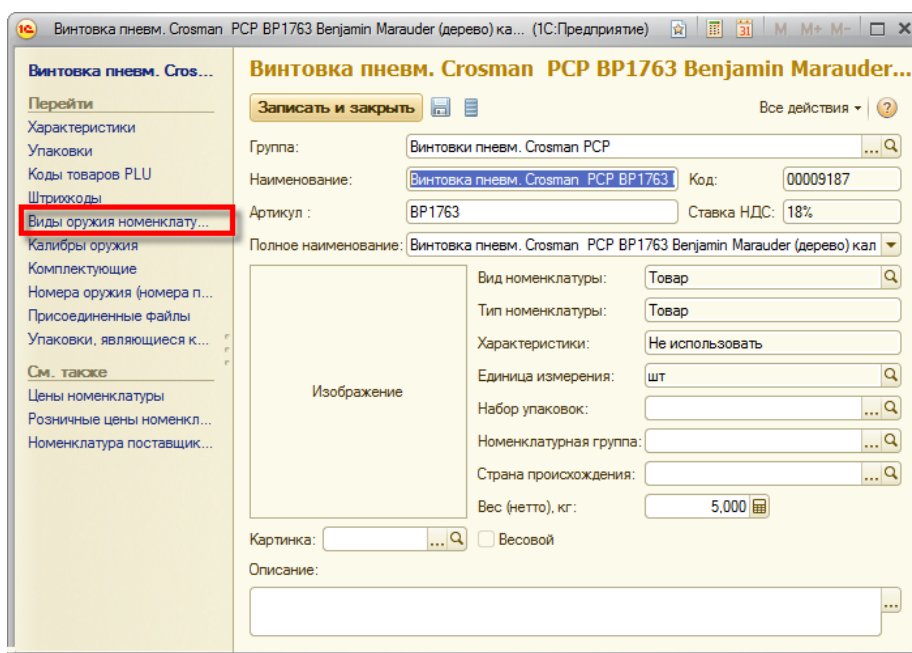 Винтовка пневм. Crosman PCP BP1763 Benjamin Marauder (дерево) ка... (1С:Предприятие)
31 M M+ M-
Винтовка пневм. Cros...
Перейти
Характеристики
Упаковки
Коды товаров PLU
Штрихкоды
Виды оружия номенклату...
Калибры оружия
Комплектующие
Номера оружия (номера п...
Присоединенные файлы
Упаковки, являющиеся к...
См. также
Цены номенклатуры
Розничные цены номенкл...
Номенклатура поставщик...
Винтовка пневм. Crosman PCP BP1763 Benjamin Marauder...
Записать и закрыть
Все действия
?
Группа: Винтовки пневм. Crosman PCP
Наименование: Винтовка пневм. Crosman PCP BP1763 Код: 00009187
Артикул : BP1763 Ставка НДС: 18%
Полное наименование: Винтовка пневм. Crosman PCP BP1763 Benjamin Marauder (дерево) кал
Изображение
Вид номенклатуры: Товар
Тип номенклатуры: Товар
Характеристики: Не использовать
Единица измерения: шт
Набор упаковок: ...
Номенклатурная группа: ...
Страна происхождения: ...
Вес (нетто), кг: 5,000
Картинка: ... Весовой
Описание:
...